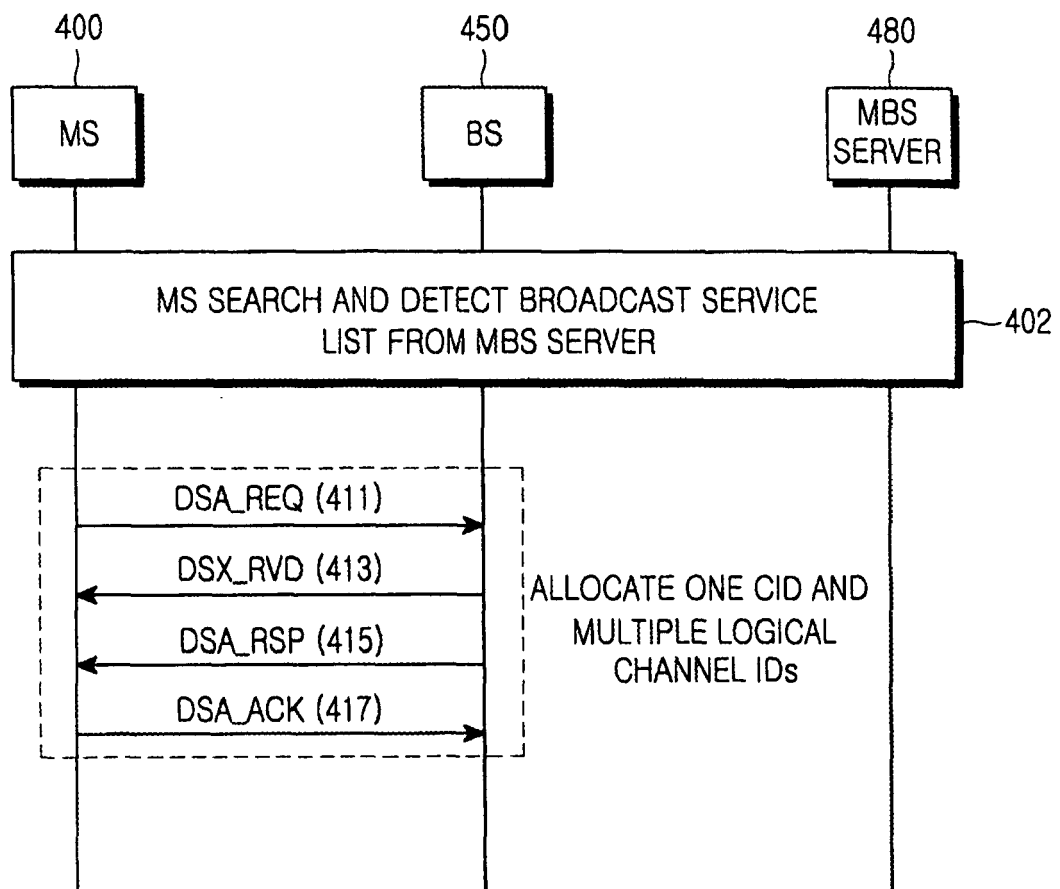 400
450
480
MS
BS
MBS
SERVER
MS SEARCH AND DETECT BROADCAST SERVICE
LIST FROM MBS SERVER
402
DSA_REQ (411)
DSX_RVD (413)
DSA_RSP (415)
DSA_ACK (417)
ALLOCATE ONE CID AND
MULTIPLE LOGICAL
CHANNEL IDs